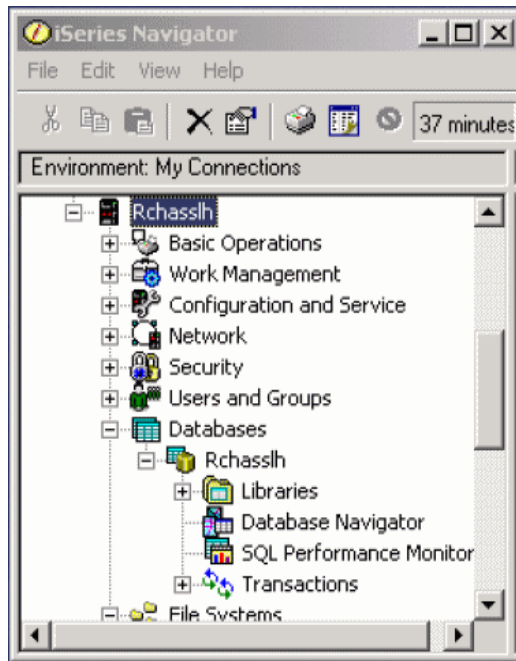 iSeries Navigator
File Edit View Help
37 minutes
Environment: My Connections
Rchasslh
Basic Operations
Work Management
Configuration and Service
Network
Security
Users and Groups
Databases
Rchasslh
Libraries
Database Navigator
SQL Performance Monitor
Transactions
File Systems